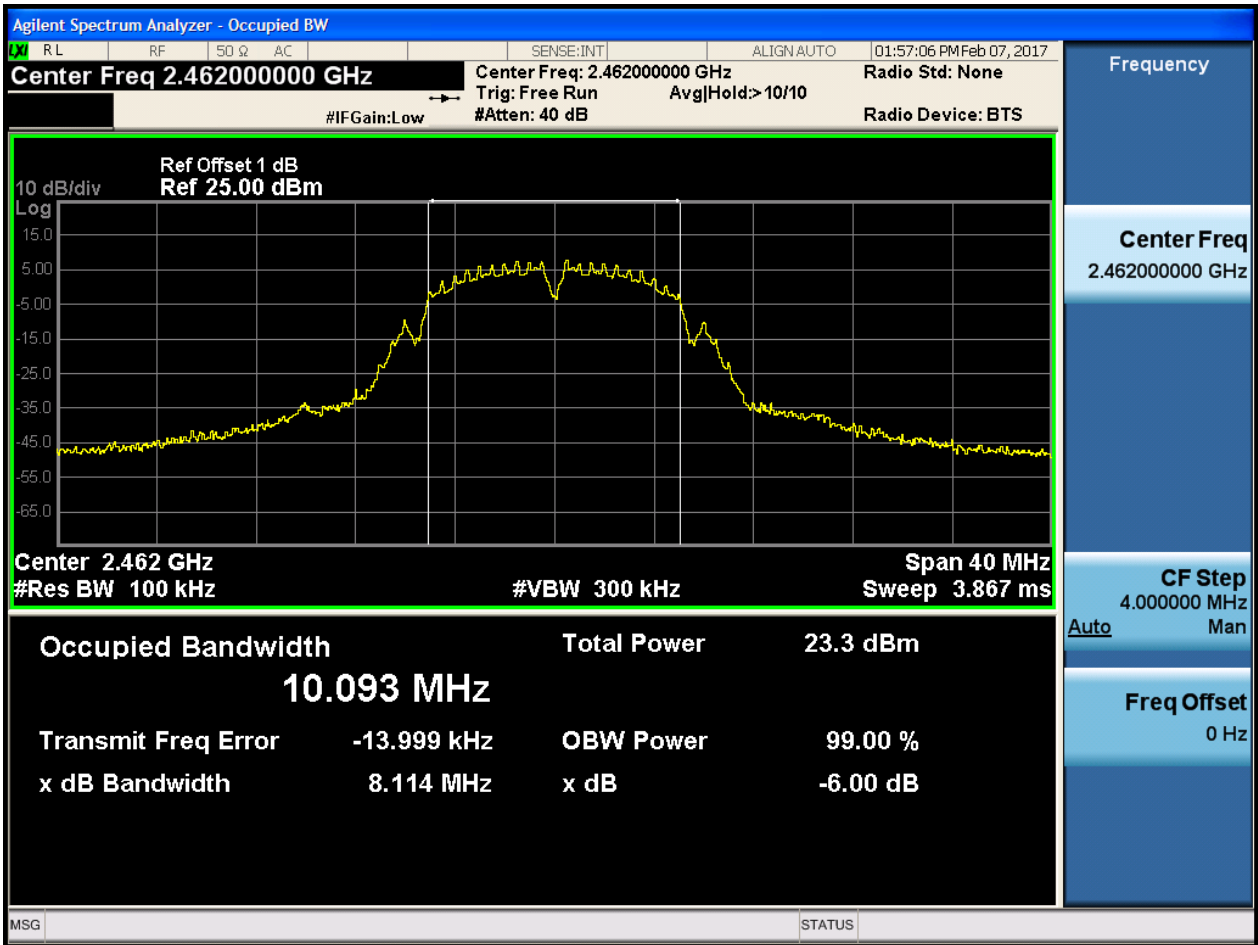 Agilent Spectrum Analyzer - Occupied BW
LXI RL RF 50 Ω AC SENSE:INT ALIGN AUTO 01:57:06 PM Feb 07, 2017
Center Freq 2.462000000 GHz
Center Freq: 2.462000000 GHz
Radio Std: None
Trig: Free Run Avg|Hold:> 10/10
#IFGain:Low
#Atten: 40 dB
Radio Device: BTS
Ref Offset 1 dB
10 dB/div Ref 25.00 dBm
Log
15.0
5.00
-5.00
-15.0
-25.0
-35.0
-45.0
-55.0
-65.0
Center 2.462 GHz Span 40 MHz
#Res BW 100 kHz #VBW 300 kHz Sweep 3.867 ms
Occupied Bandwidth Total Power 23.3 dBm
10.093 MHz
Transmit Freq Error -13.999 kHz OBW Power 99.00 %
x dB Bandwidth 8.114 MHz x dB -6.00 dB
Frequency
Center Freq
2.462000000 GHz
CF Step
4.000000 MHz
Auto Man
Freq Offset
0 Hz
MSG STATUS